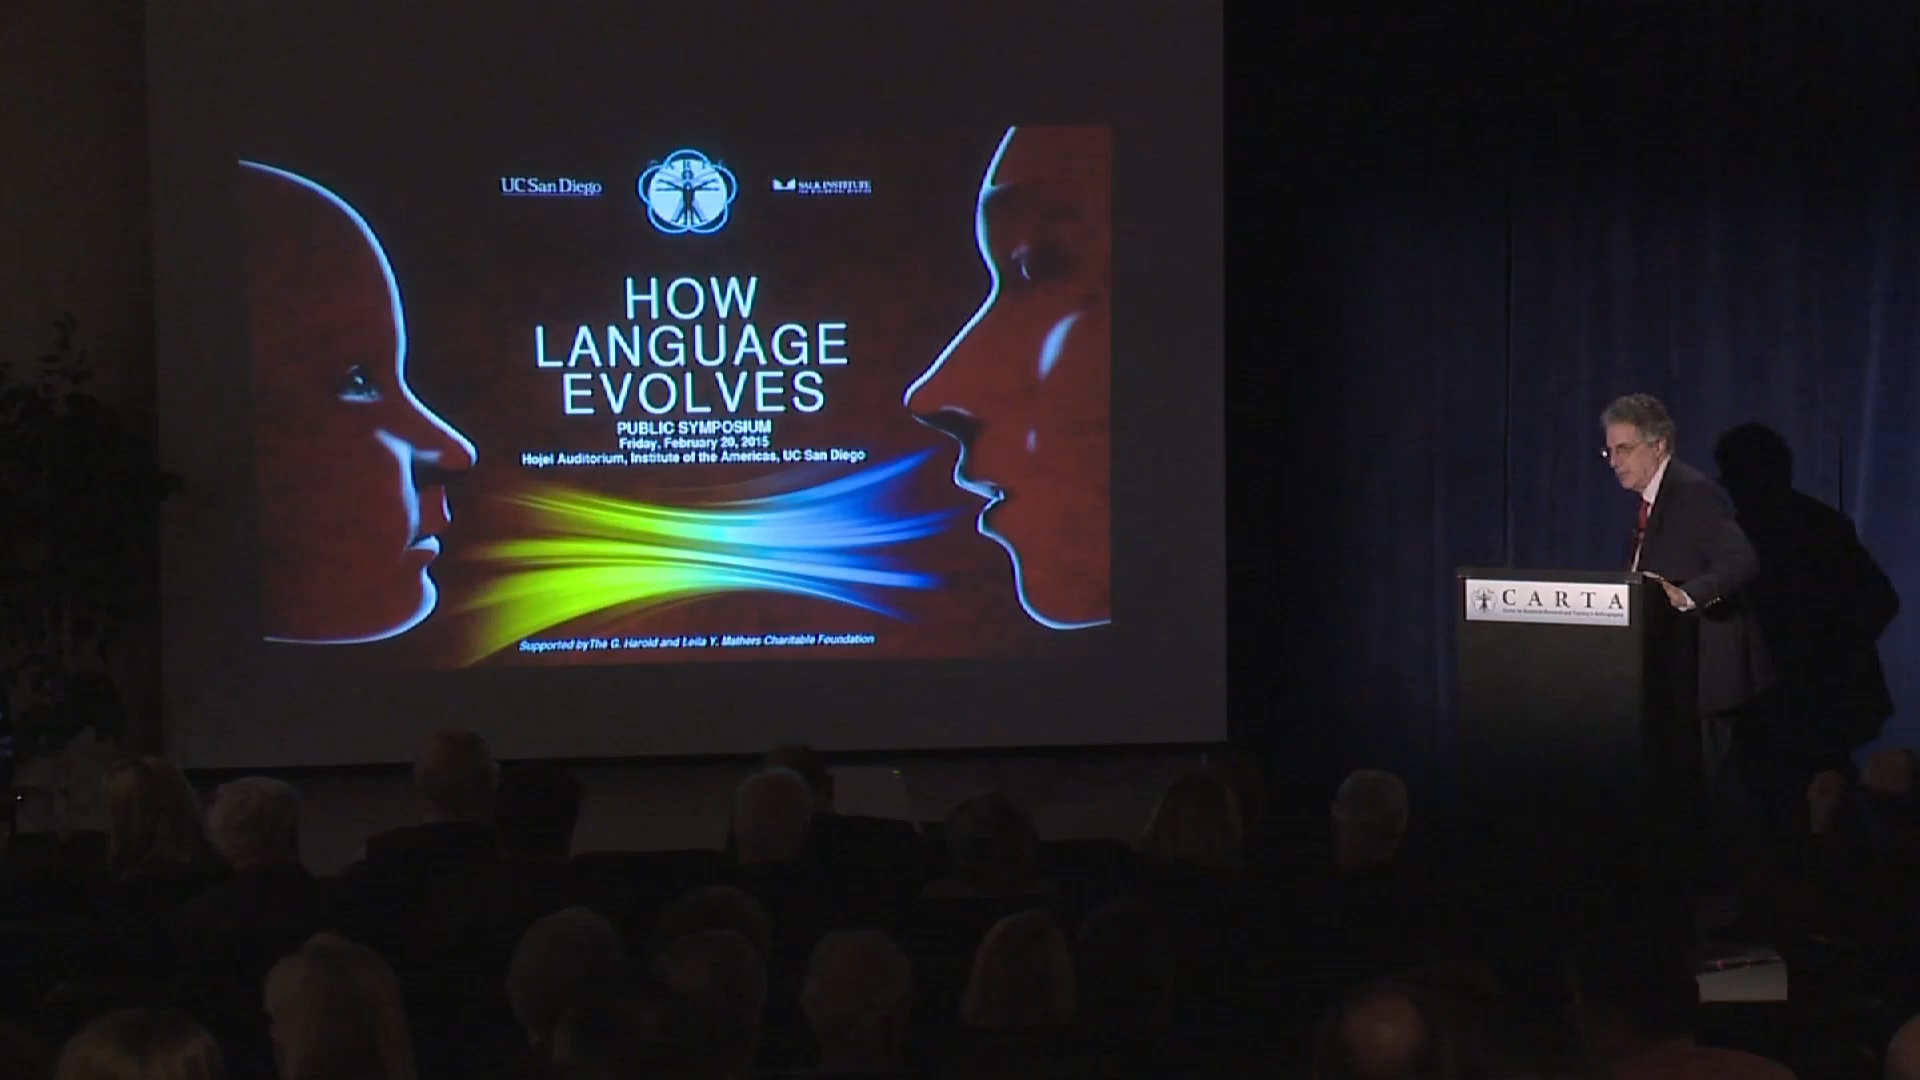 UC San Diego
SALK INSTITUTE
HOW
LANGUAGE
EVOLVES
PUBLIC SYMPOSIUM
Friday, February 20, 2015
Hojel Auditorium, Institute of the Americas, UC San Diego
Supported by The G. Harold and Leila Y. Mathers Charitable Foundation
CARTA